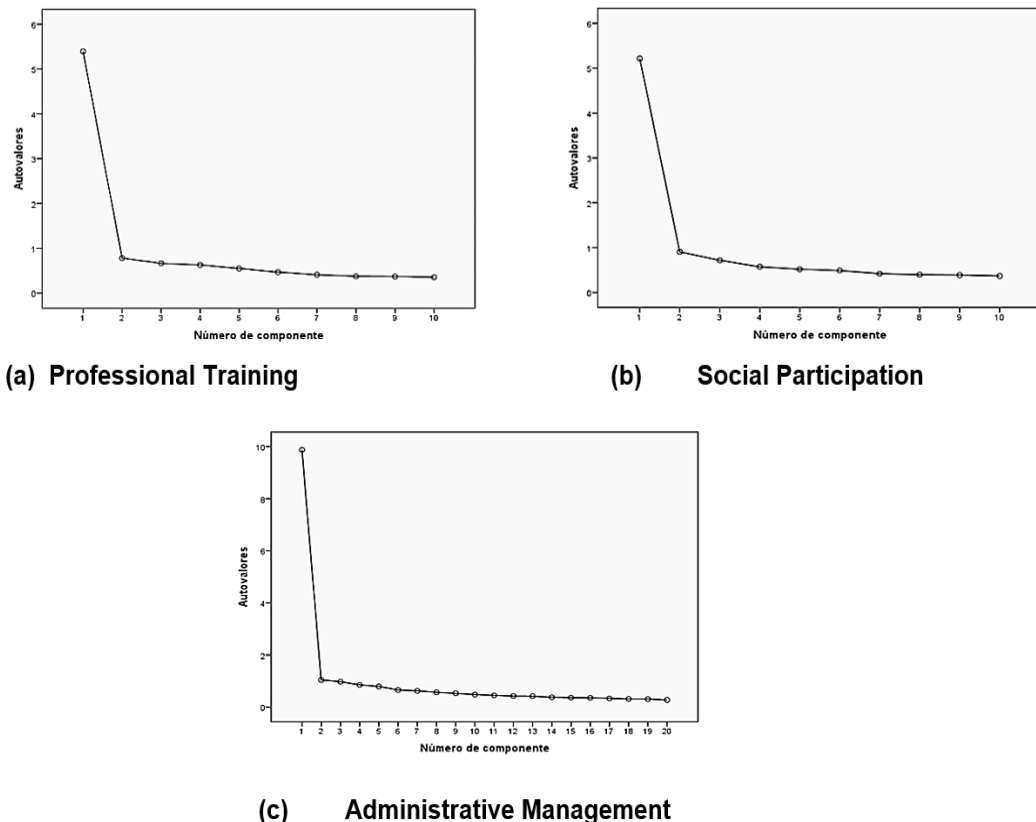 6
5
4
3
2
1
0
Autovalores
1 2 3 4 5 6 7 8 9 10
Número de componente
(a) Professional Training
6
5
4
3
2
1
0
Autovalores
1 2 3 4 5 6 7 8 9 10
Número de componente
(b) Social Participation
10
8
6
4
2
0
Autovalores
1 2 3 4 5 6 7 8 9 10 11 12 13 14 15 16 17 18 19 20
Número de componente
(c) Administrative Management